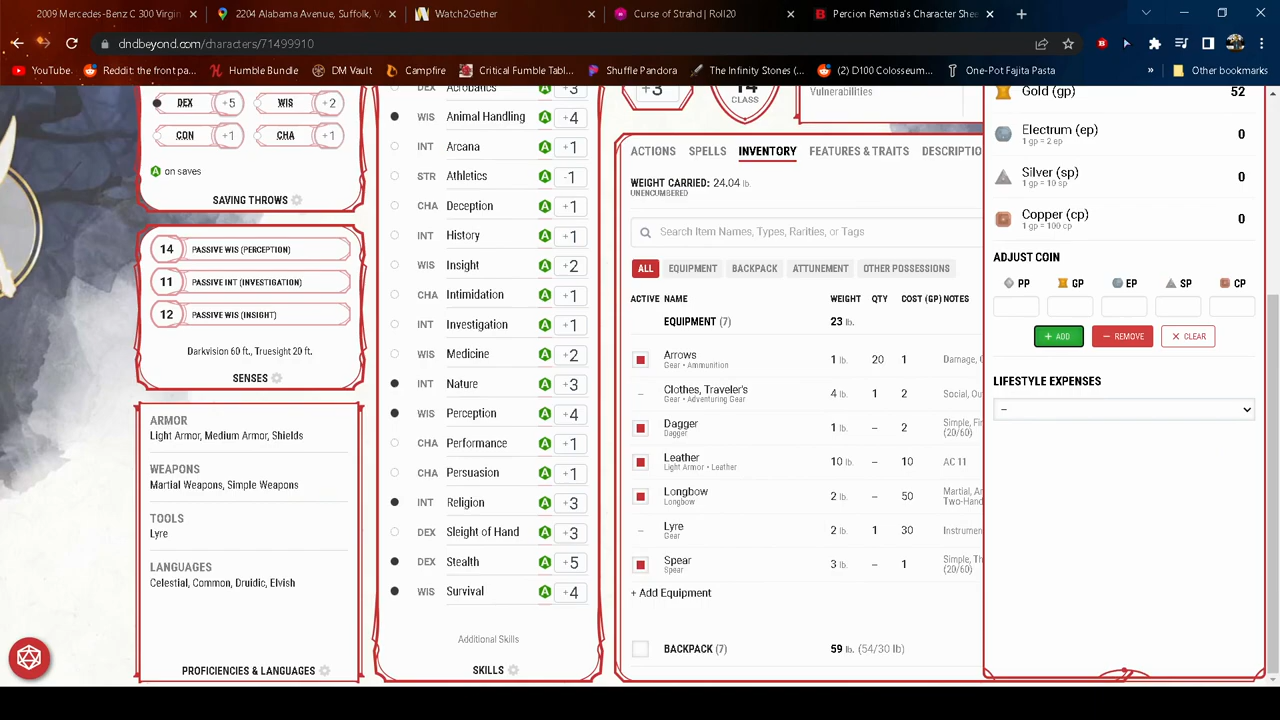 2009 Mercedes-Benz C 300 Virgin
2204 Alabama Avenue, Suffolk, V
Watch2Gether
Curse of Strahd | Roll20
Percion Remstia's Character She
dndbeyond.com/characters/71499910
YouTube
Reddit: the front pa...
Humble Bundle
DM Vault
Campfire
Critical Fumble Tabl...
Shuffle Pandora
The Infinity Stones (...
(2) D100 Colosseum...
One-Pot Fajita Pasta
»
Other bookmarks
DEX +5 WIS +2
CON +1 CHA +1
A on saves
SAVING THROWS
14 PASSIVE WIS (PERCEPTION)
11 PASSIVE INT (INVESTIGATION)
12 PASSIVE WIS (INSIGHT)
Darkvision 60 ft., Truesight 20 ft.
SENSES
ARMOR
Light Armor, Medium Armor, Shields
WEAPONS
Martial Weapons, Simple Weapons
TOOLS
Lyre
LANGUAGES
Celestial, Common, Druidic, Elvish
PROFICIENCIES & LANGUAGES
DEX Acrobatics A +3
WIS Animal Handling A +4
INT Arcana A +1
STR Athletics A -1
CHA Deception A +1
INT History A +1
WIS Insight A +2
CHA Intimidation A +1
INT Investigation A +1
WIS Medicine A +2
INT Nature A +3
WIS Perception A +4
CHA Performance A +1
CHA Persuasion A +1
INT Religion A +3
DEX Sleight of Hand A +3
DEX Stealth A +5
WIS Survival A +4
Additional Skills
SKILLS
+3
14
CLASS
Vulnerabilities
ACTIONS SPELLS INVENTORY FEATURES & TRAITS DESCRIPTIO
WEIGHT CARRIED: 24.04 lb.
UNENCUMBERED
Search Item Names, Types, Rarities, or Tags
ALL EQUIPMENT BACKPACK ATTUNEMENT OTHER POSSESSIONS
ACTIVE NAME WEIGHT QTY COST (GP) NOTES
EQUIPMENT (7) 23 lb.
Arrows 1 lb. 20 1 Damage, C
Gear • Ammunition
Clothes, Traveler's 4 lb. 1 2 Social, Ou
Gear • Adventuring Gear
Dagger 1 lb. – 2 Simple, Fin
Dagger (20/60)
Leather 10 lb. – 10 AC 11
Light Armor • Leather
Longbow 2 lb. – 50 Martial, Am
Longbow Two-Hand
Lyre 2 lb. 1 30 Instrumen
Gear
Spear 3 lb. – 1 Simple, Th
Spear (20/60)
+ Add Equipment
BACKPACK (7) 59 lb. (54/30 lb)
Gold (gp) 52
Electrum (ep) 0
1 gp = 2 ep
Silver (sp) 0
1 gp = 10 sp
Copper (cp) 0
1 gp = 100 cp
ADJUST COIN
PP GP EP SP CP
+ ADD − REMOVE × CLEAR
LIFESTYLE EXPENSES
–